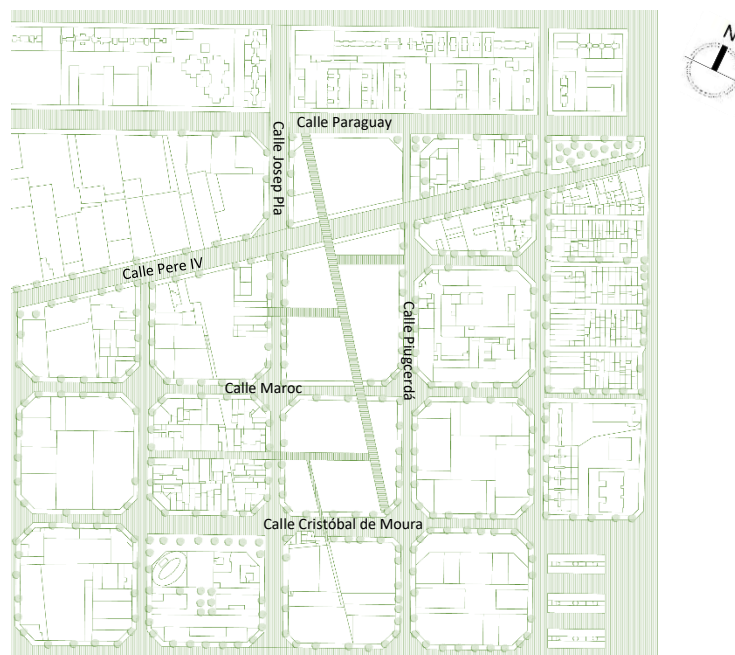 N
Calle Paraguay
Calle Josep Pla
Calle Pere IV
Calle Piugcerdá
Calle Maroc
Calle Cristóbal de Moura